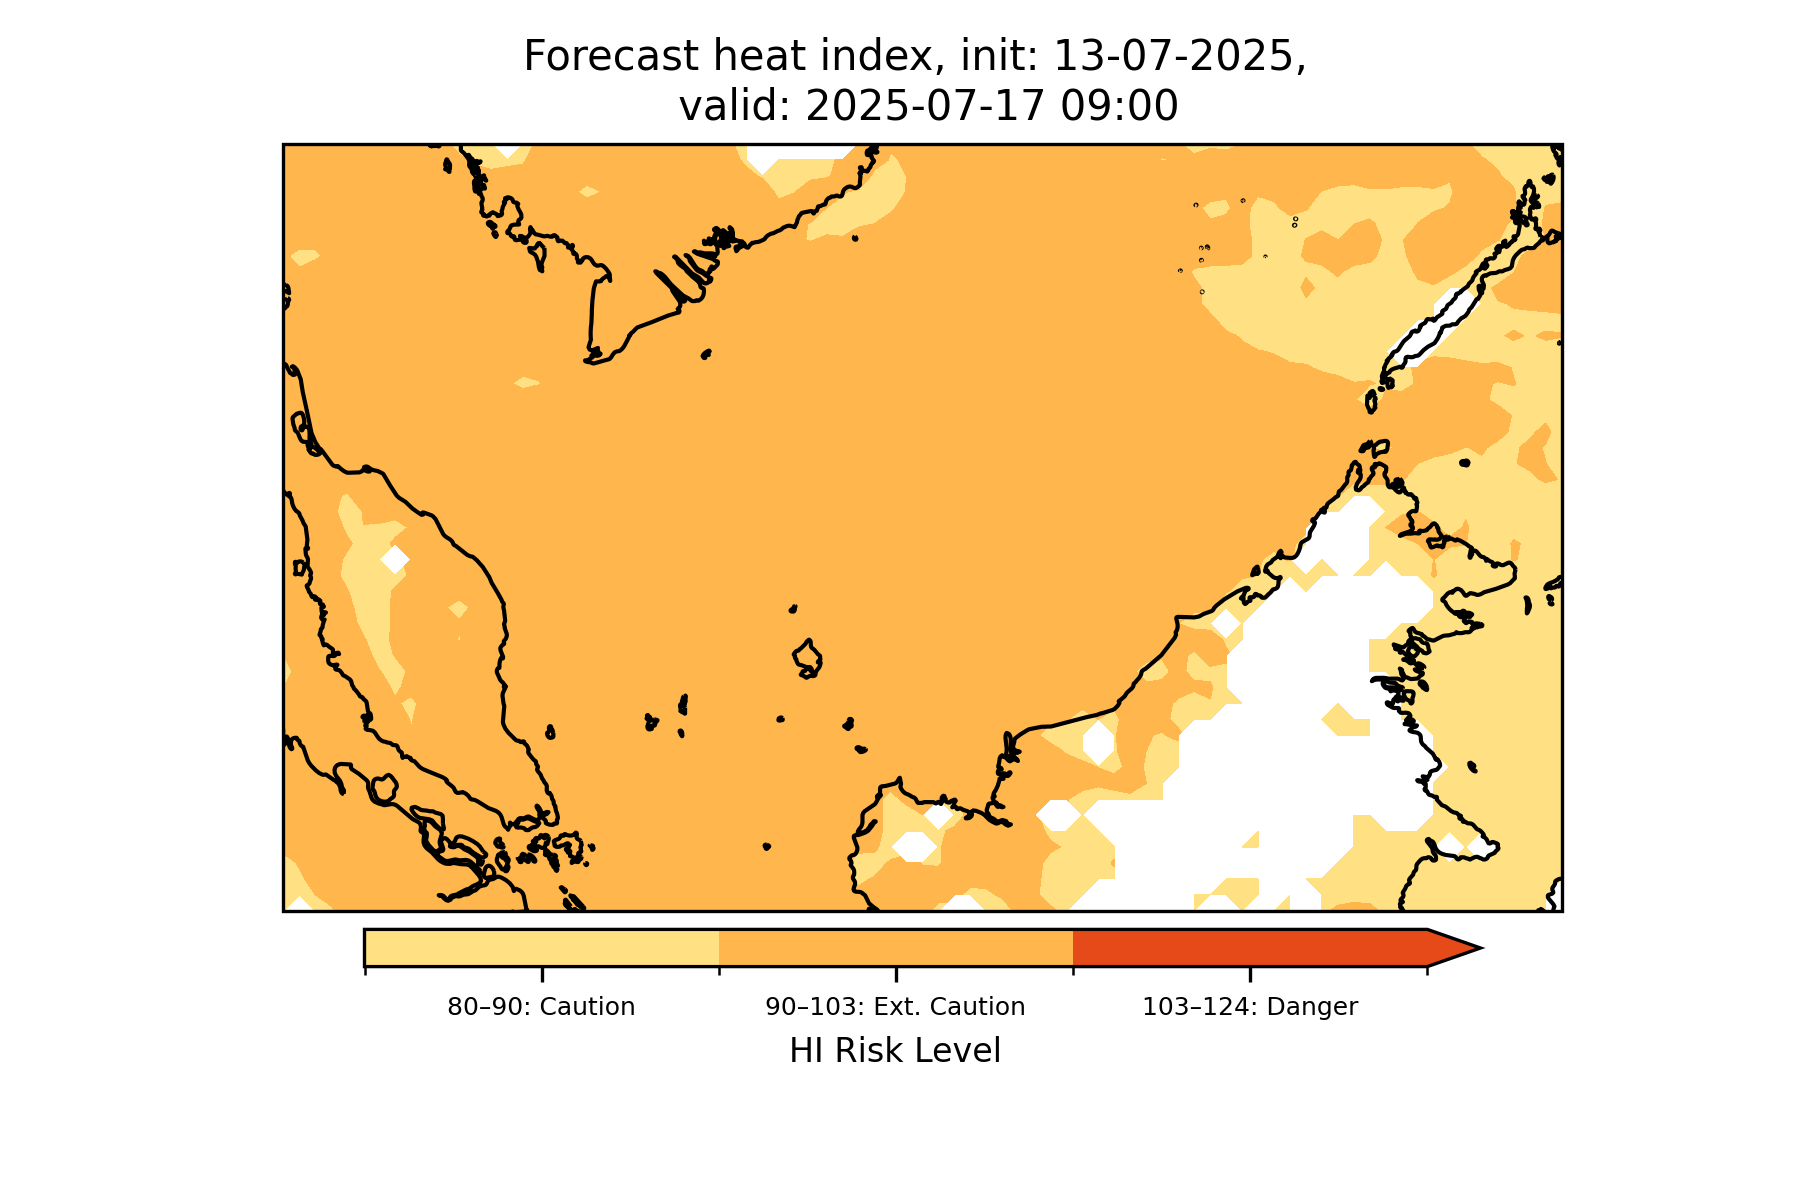 Forecast heat index, init: 13-07-2025,
valid: 2025-07-17 09:00
80–90: Caution
90–103: Ext. Caution
103–124: Danger
HI Risk Level